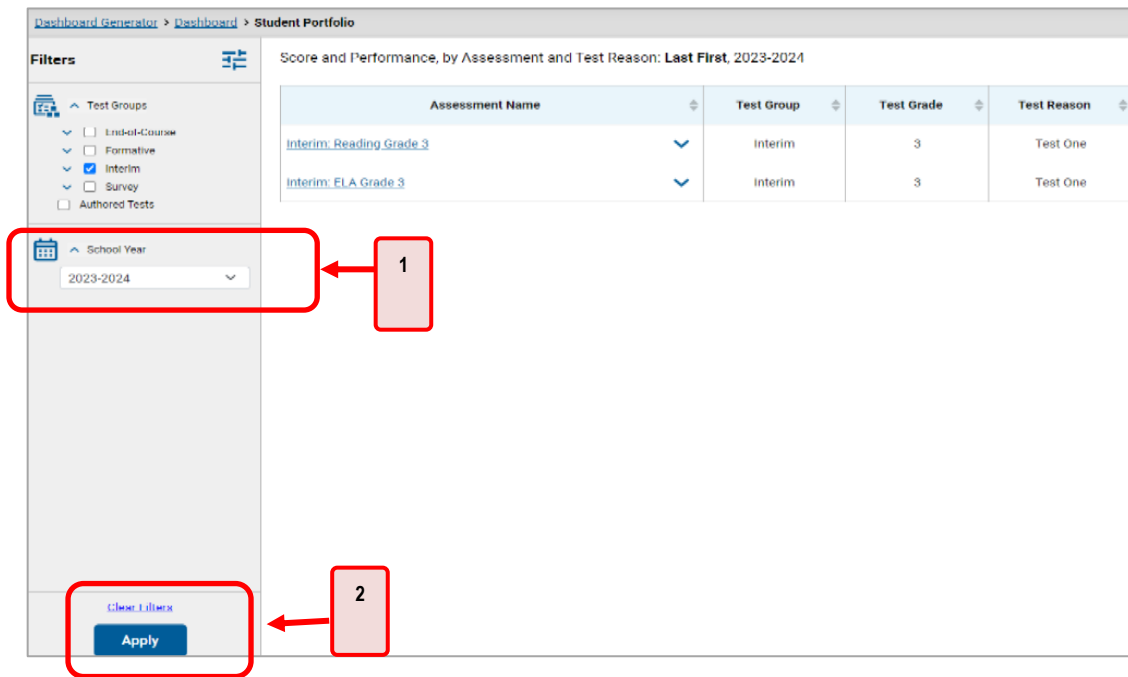 Dashboard Generator > Dashboard > Student Portfolio
Filters
Score and Performance, by Assessment and Test Reason: Last First, 2023-2024
Test Groups
End-of-Course
Formative
Interim
Survey
Authored Tests
Assessment Name Test Group Test Grade Test Reason
Interim: Reading Grade 3 Interim 3 Test One
Interim: ELA Grade 3 Interim 3 Test One
School Year
2023-2024
1
2
Clear Filters
Apply